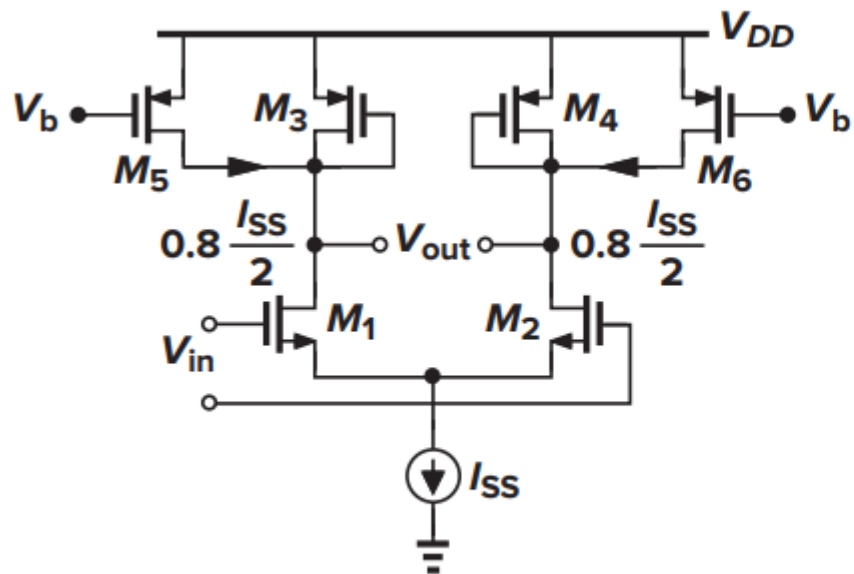 V_DD
V_b M_3 M_4 V_b
M_5 M_6
0.8 I_SS/2 V_out 0.8 I_SS/2
M_1 M_2
V_in
I_SS